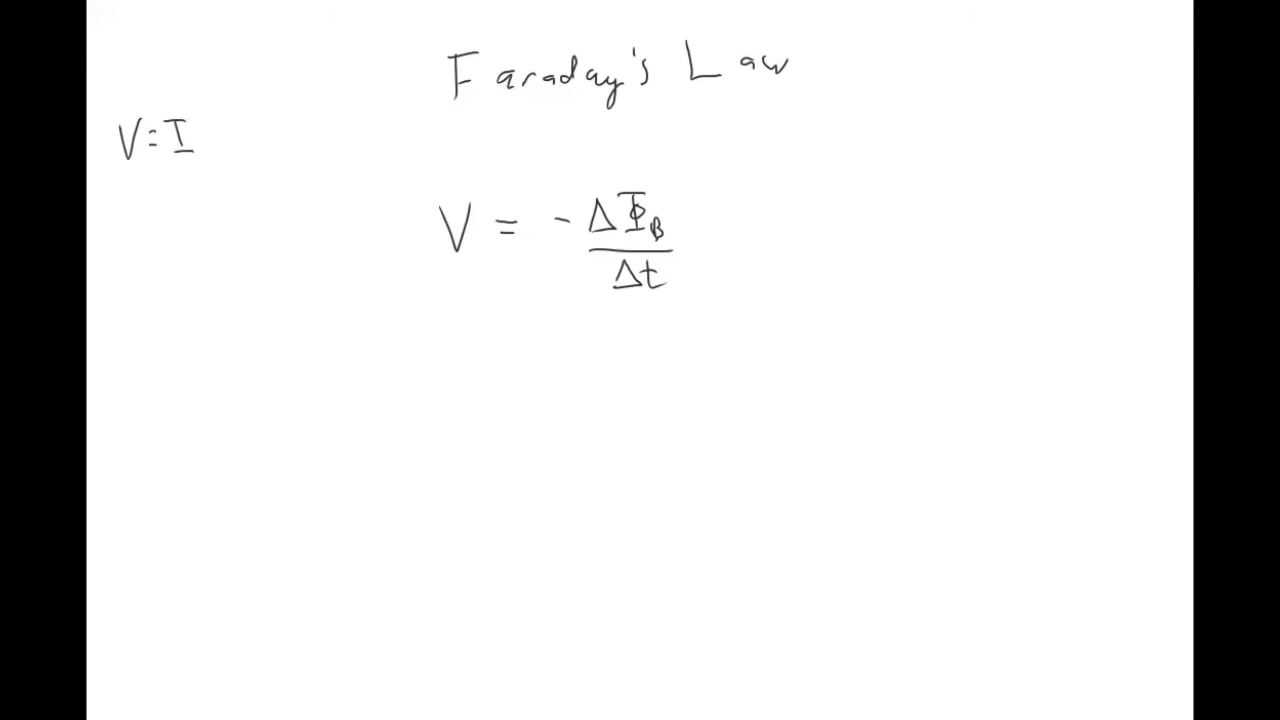 Faraday's Law
V = I
V = - ΔΦB
Δt